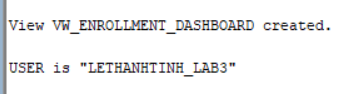 View VW_ENROLLMENT_DASHBOARD created.
USER is "LETHANHTINH_LAB3"